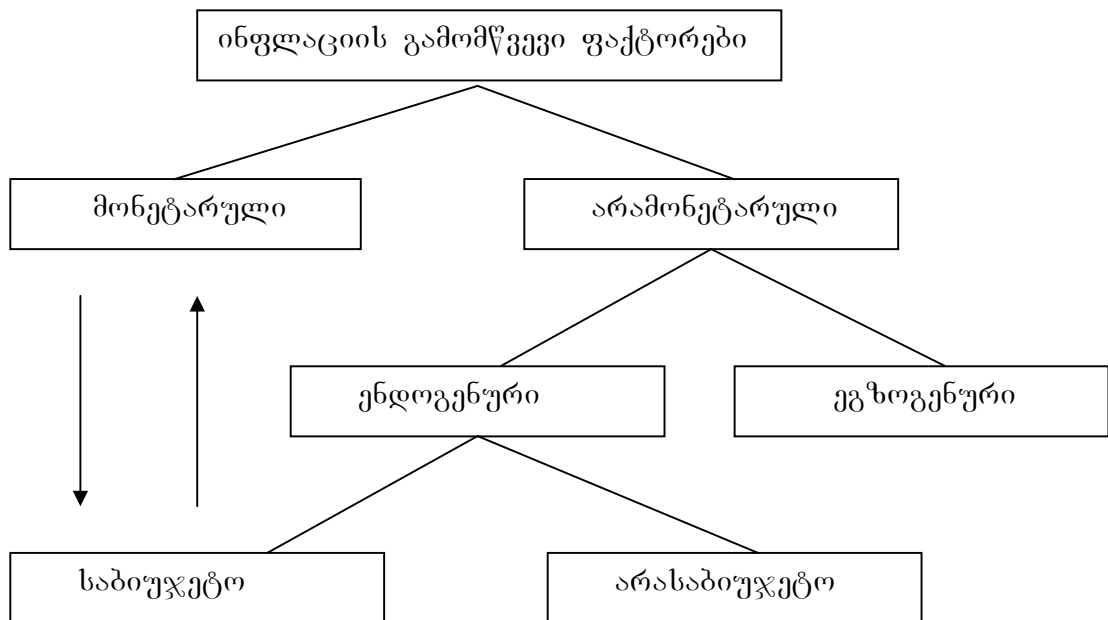 ინფლაციის გამომწვევი ფაქტორები
მონეტარული
არამონეტარული
ენდოგენური
ეგზოგენური
საბიუჯეტო
არასაბიუჯეტო